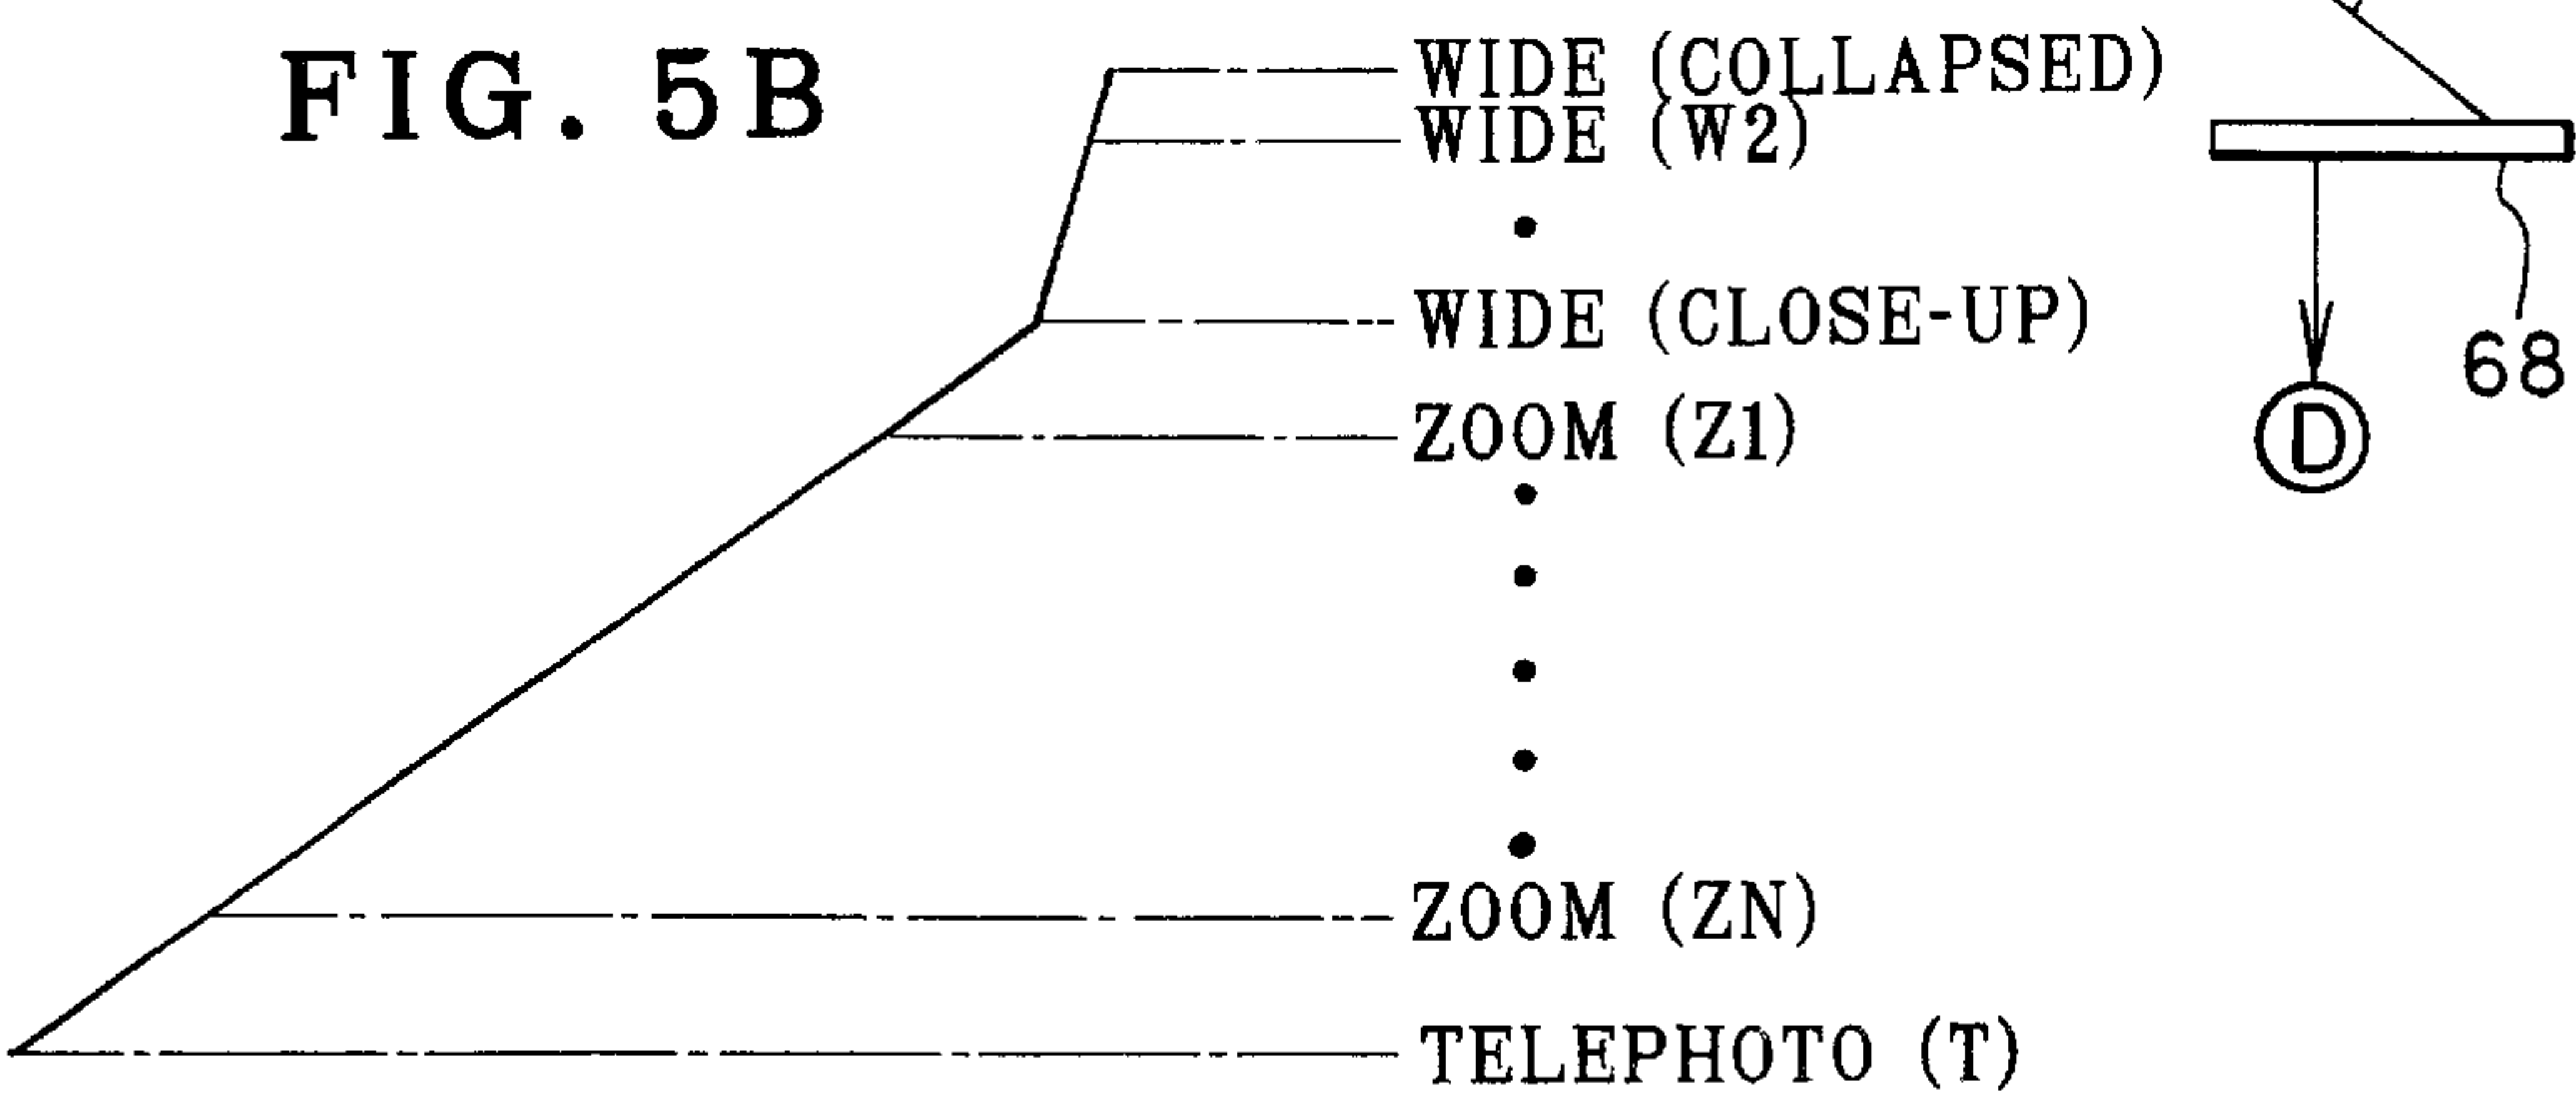 FIG. 5B
WIDE (COLLAPSED)
WIDE (W2)
WIDE (CLOSE-UP)
68
ZOOM (Z1)
D
ZOOM (ZN)
TELEPHOTO (T)